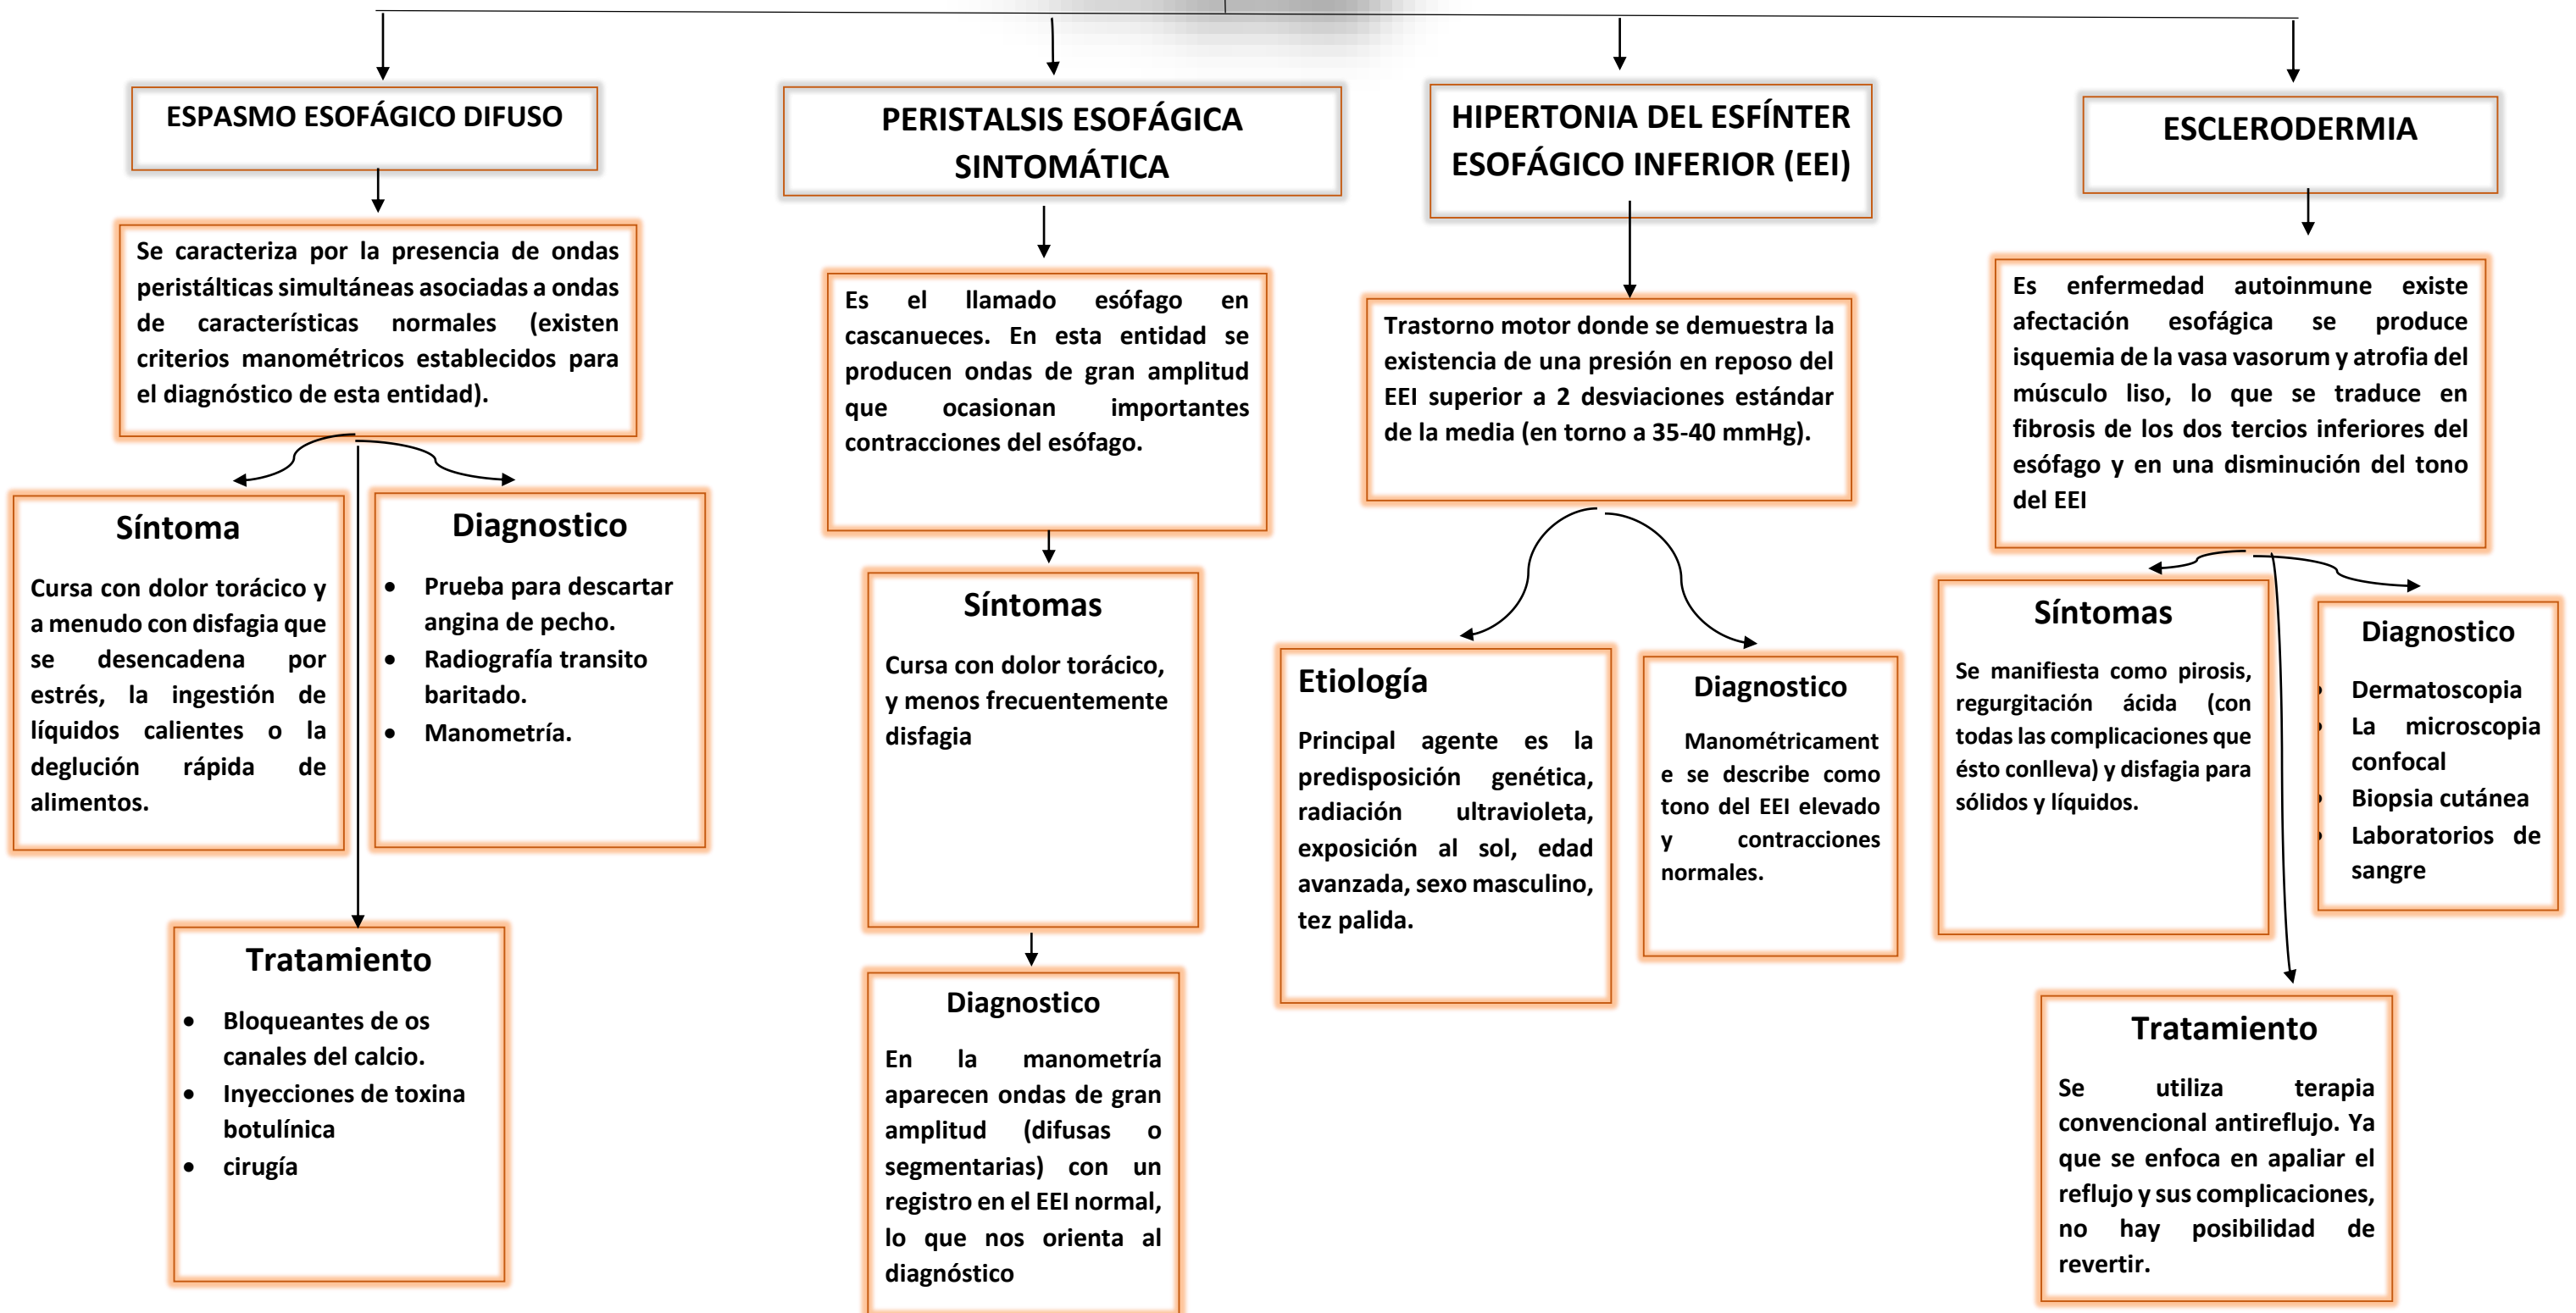 ESPASMO ESOFÁGICO DIFUSO
Se caracteriza por la presencia de ondas
peristálticas simultáneas asociadas a ondas
de características normales (existen
criterios manométricos establecidos para
el diagnóstico de esta entidad).
Síntoma
Cursa con dolor torácico y
a menudo con disfagia que
se desencadena por
estrés, la ingestión de
líquidos calientes o la
deglución rápida de
alimentos.
Diagnostico
• Prueba para descartar
angina de pecho.
• Radiografía transito
baritado.
• Manometría.
Tratamiento
• Bloqueantes de os
canales del calcio.
• Inyecciones de toxina
botulínica
• cirugía
PERISTALSIS ESOFÁGICA
SINTOMÁTICA
Es el llamado esófago en
cascanueces. En esta entidad se
producen ondas de gran amplitud
que ocasionan importantes
contracciones del esófago.
Síntomas
Cursa con dolor torácico,
y menos frecuentemente
disfagia
Diagnostico
En la manometría
aparecen ondas de gran
amplitud (difusas o
segmentarias) con un
registro en el EEI normal,
lo que nos orienta al
diagnóstico
HIPERTONIA DEL ESFÍNTER
ESOFÁGICO INFERIOR (EEI)
Trastorno motor donde se demuestra la
existencia de una presión en reposo del
EEI superior a 2 desviaciones estándar
de la media (en torno a 35-40 mmHg).
Etiología
Principal agente es la
predisposición genética,
radiación ultravioleta,
exposición al sol, edad
avanzada, sexo masculino,
tez palida.
Diagnostico
Manométricament
e se describe como
tono del EEI elevado
y contracciones
normales.
ESCLERODERMIA
Es enfermedad autoinmune existe
afectación esofágica se produce
isquemia de la vasa vasorum y atrofia del
músculo liso, lo que se traduce en
fibrosis de los dos tercios inferiores del
esófago y en una disminución del tono
del EEI
Síntomas
Se manifiesta como pirosis,
regurgitación ácida (con
todas las complicaciones que
ésto conlleva) y disfagia para
sólidos y líquidos.
Diagnostico
• Dermatoscopia
• La microscopia
confocal
• Biopsia cutánea
• Laboratorios de
sangre
Tratamiento
Se utiliza terapia
convencional antireflujo. Ya
que se enfoca en apaliar el
reflujo y sus complicaciones,
no hay posibilidad de
revertir.